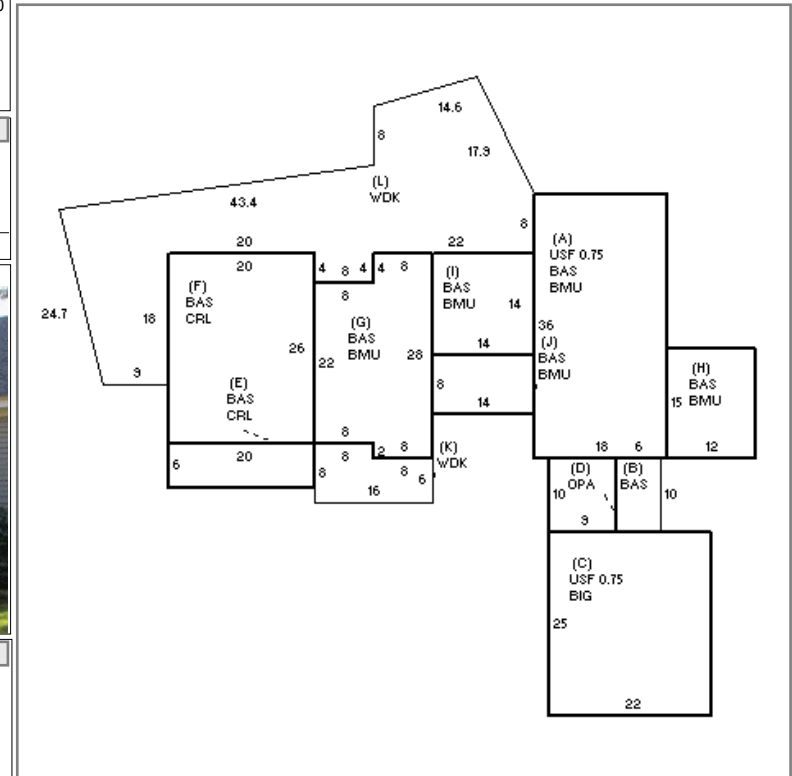 14.6
8
17.9
(L)
WDK
43.4
8
20
22
(A)
USF 0.75
BAS
BMU
20
4 8 4 4 8
(F)
BAS
CRL
8
(I)
BAS
BMU
14
24.7
18
(G)
BAS
BMU
36
26
22
28
14
(J)
BAS
BMU
9
(E)
BAS
CRL
8
14
(H)
BAS
BMU
15
8
2 8
(K)
WDK
18 6
12
6
20
8
8
8 6
16
(D)
OPA
(B)
BAS
10
10
9
(C)
USF 0.75
BIG
25
22